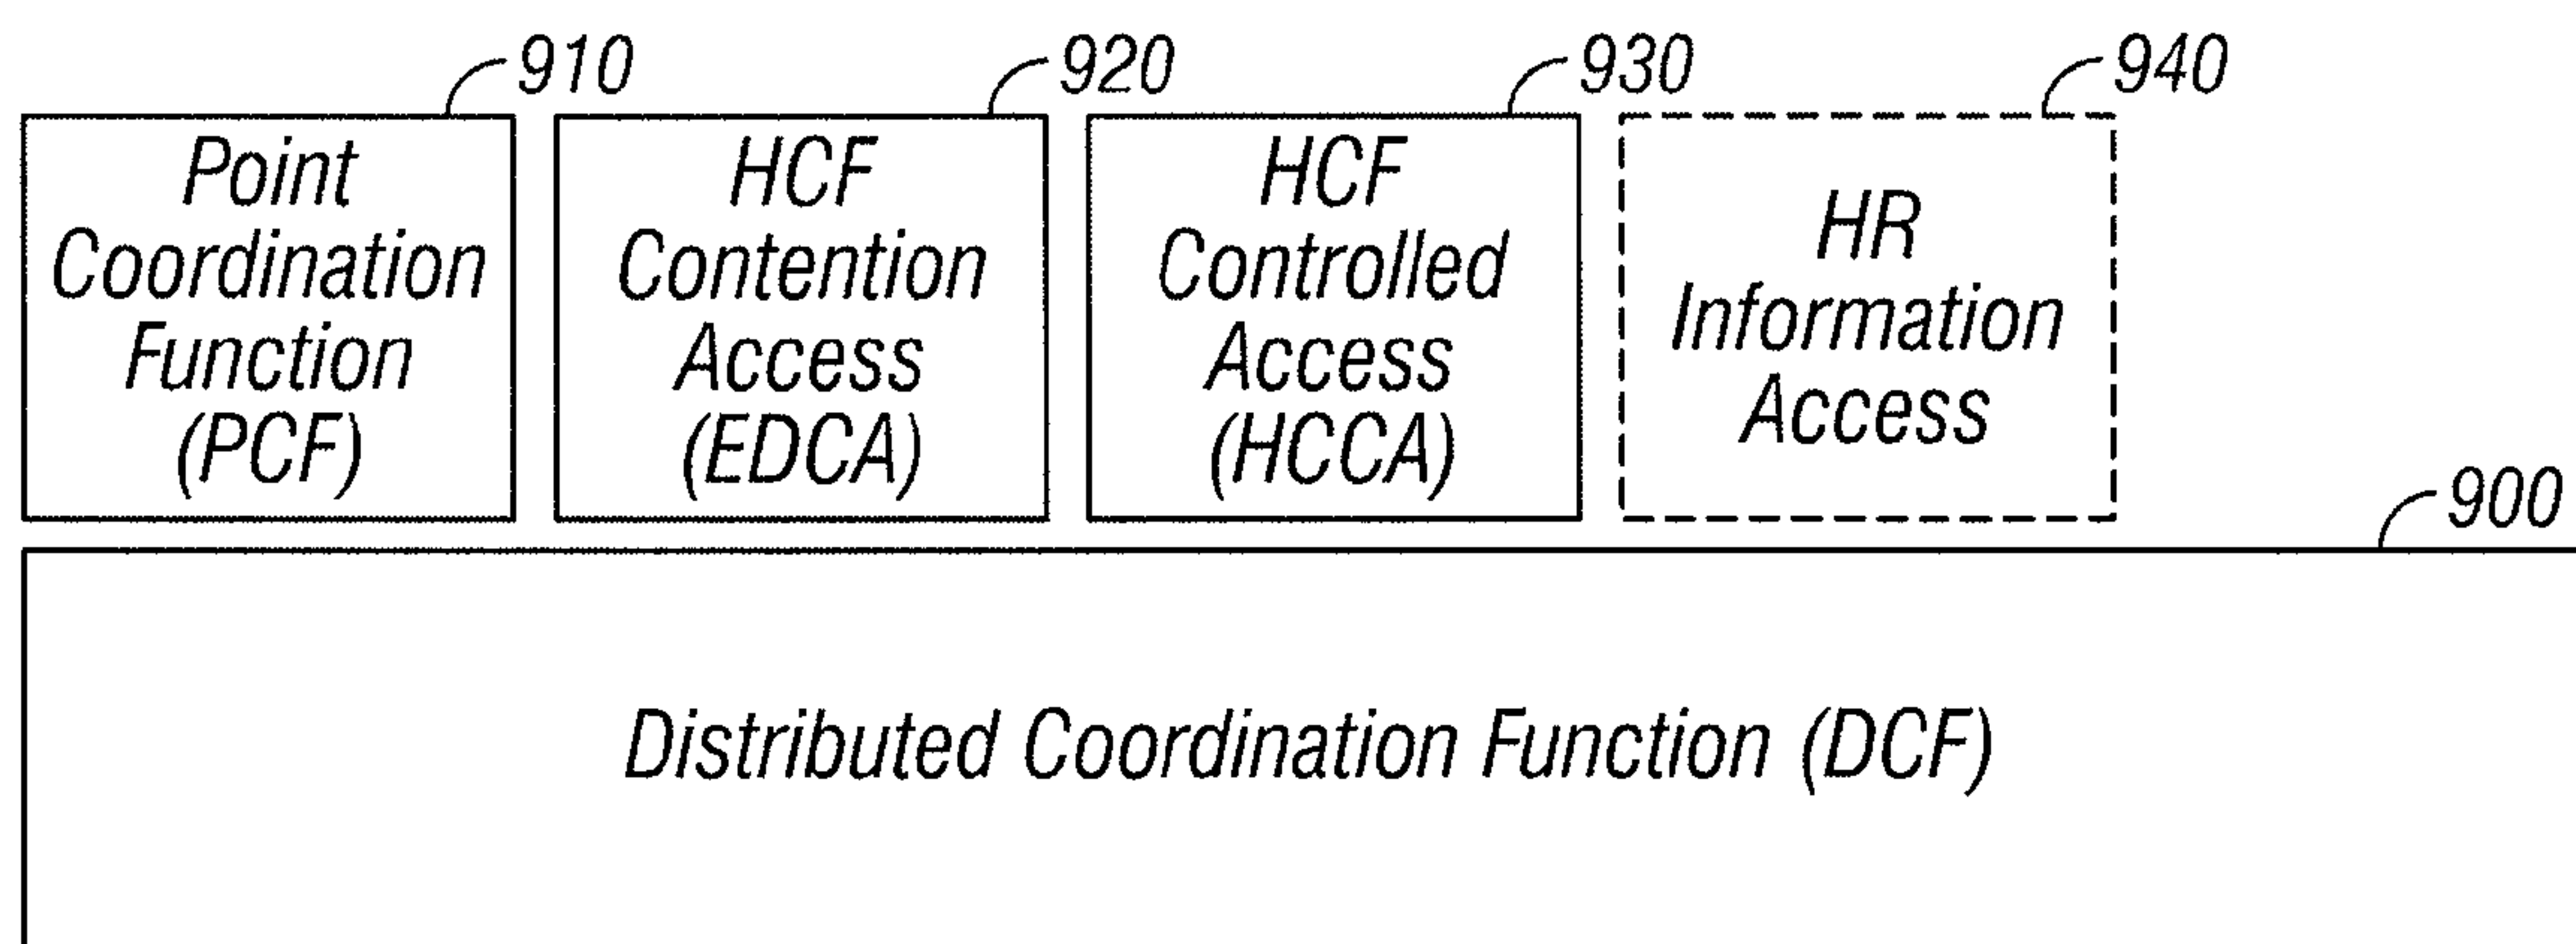 910
920
930
940
Point
Coordination
Function
(PCF)
HCF
Contention
Access
(EDCA)
HCF
Controlled
Access
(HCCA)
HR
Information
Access
900
Distributed Coordination Function (DCF)